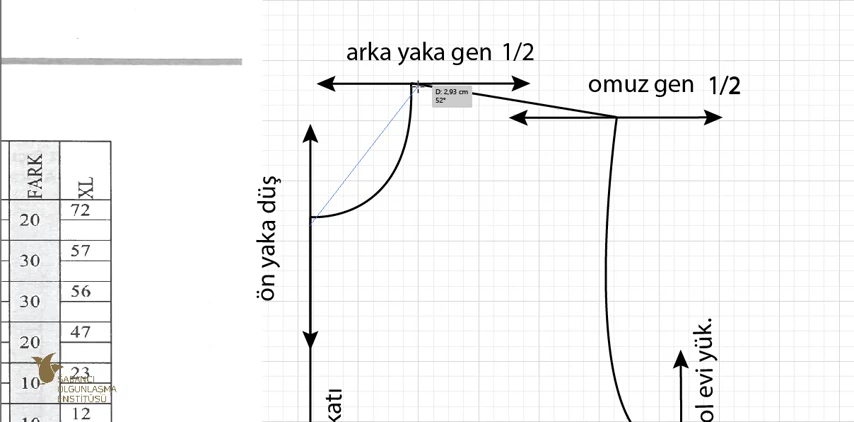 arka yaka gen 1/2
omuz gen 1/2
D: 2,93 cm
52°
ön yaka düş
katı
ol evi yük.
FARK
XL
72
20
57
30
56
30
47
20
23
10
12
SABANCI
OLGUNLAŞMA
ENSTİTÜSÜ